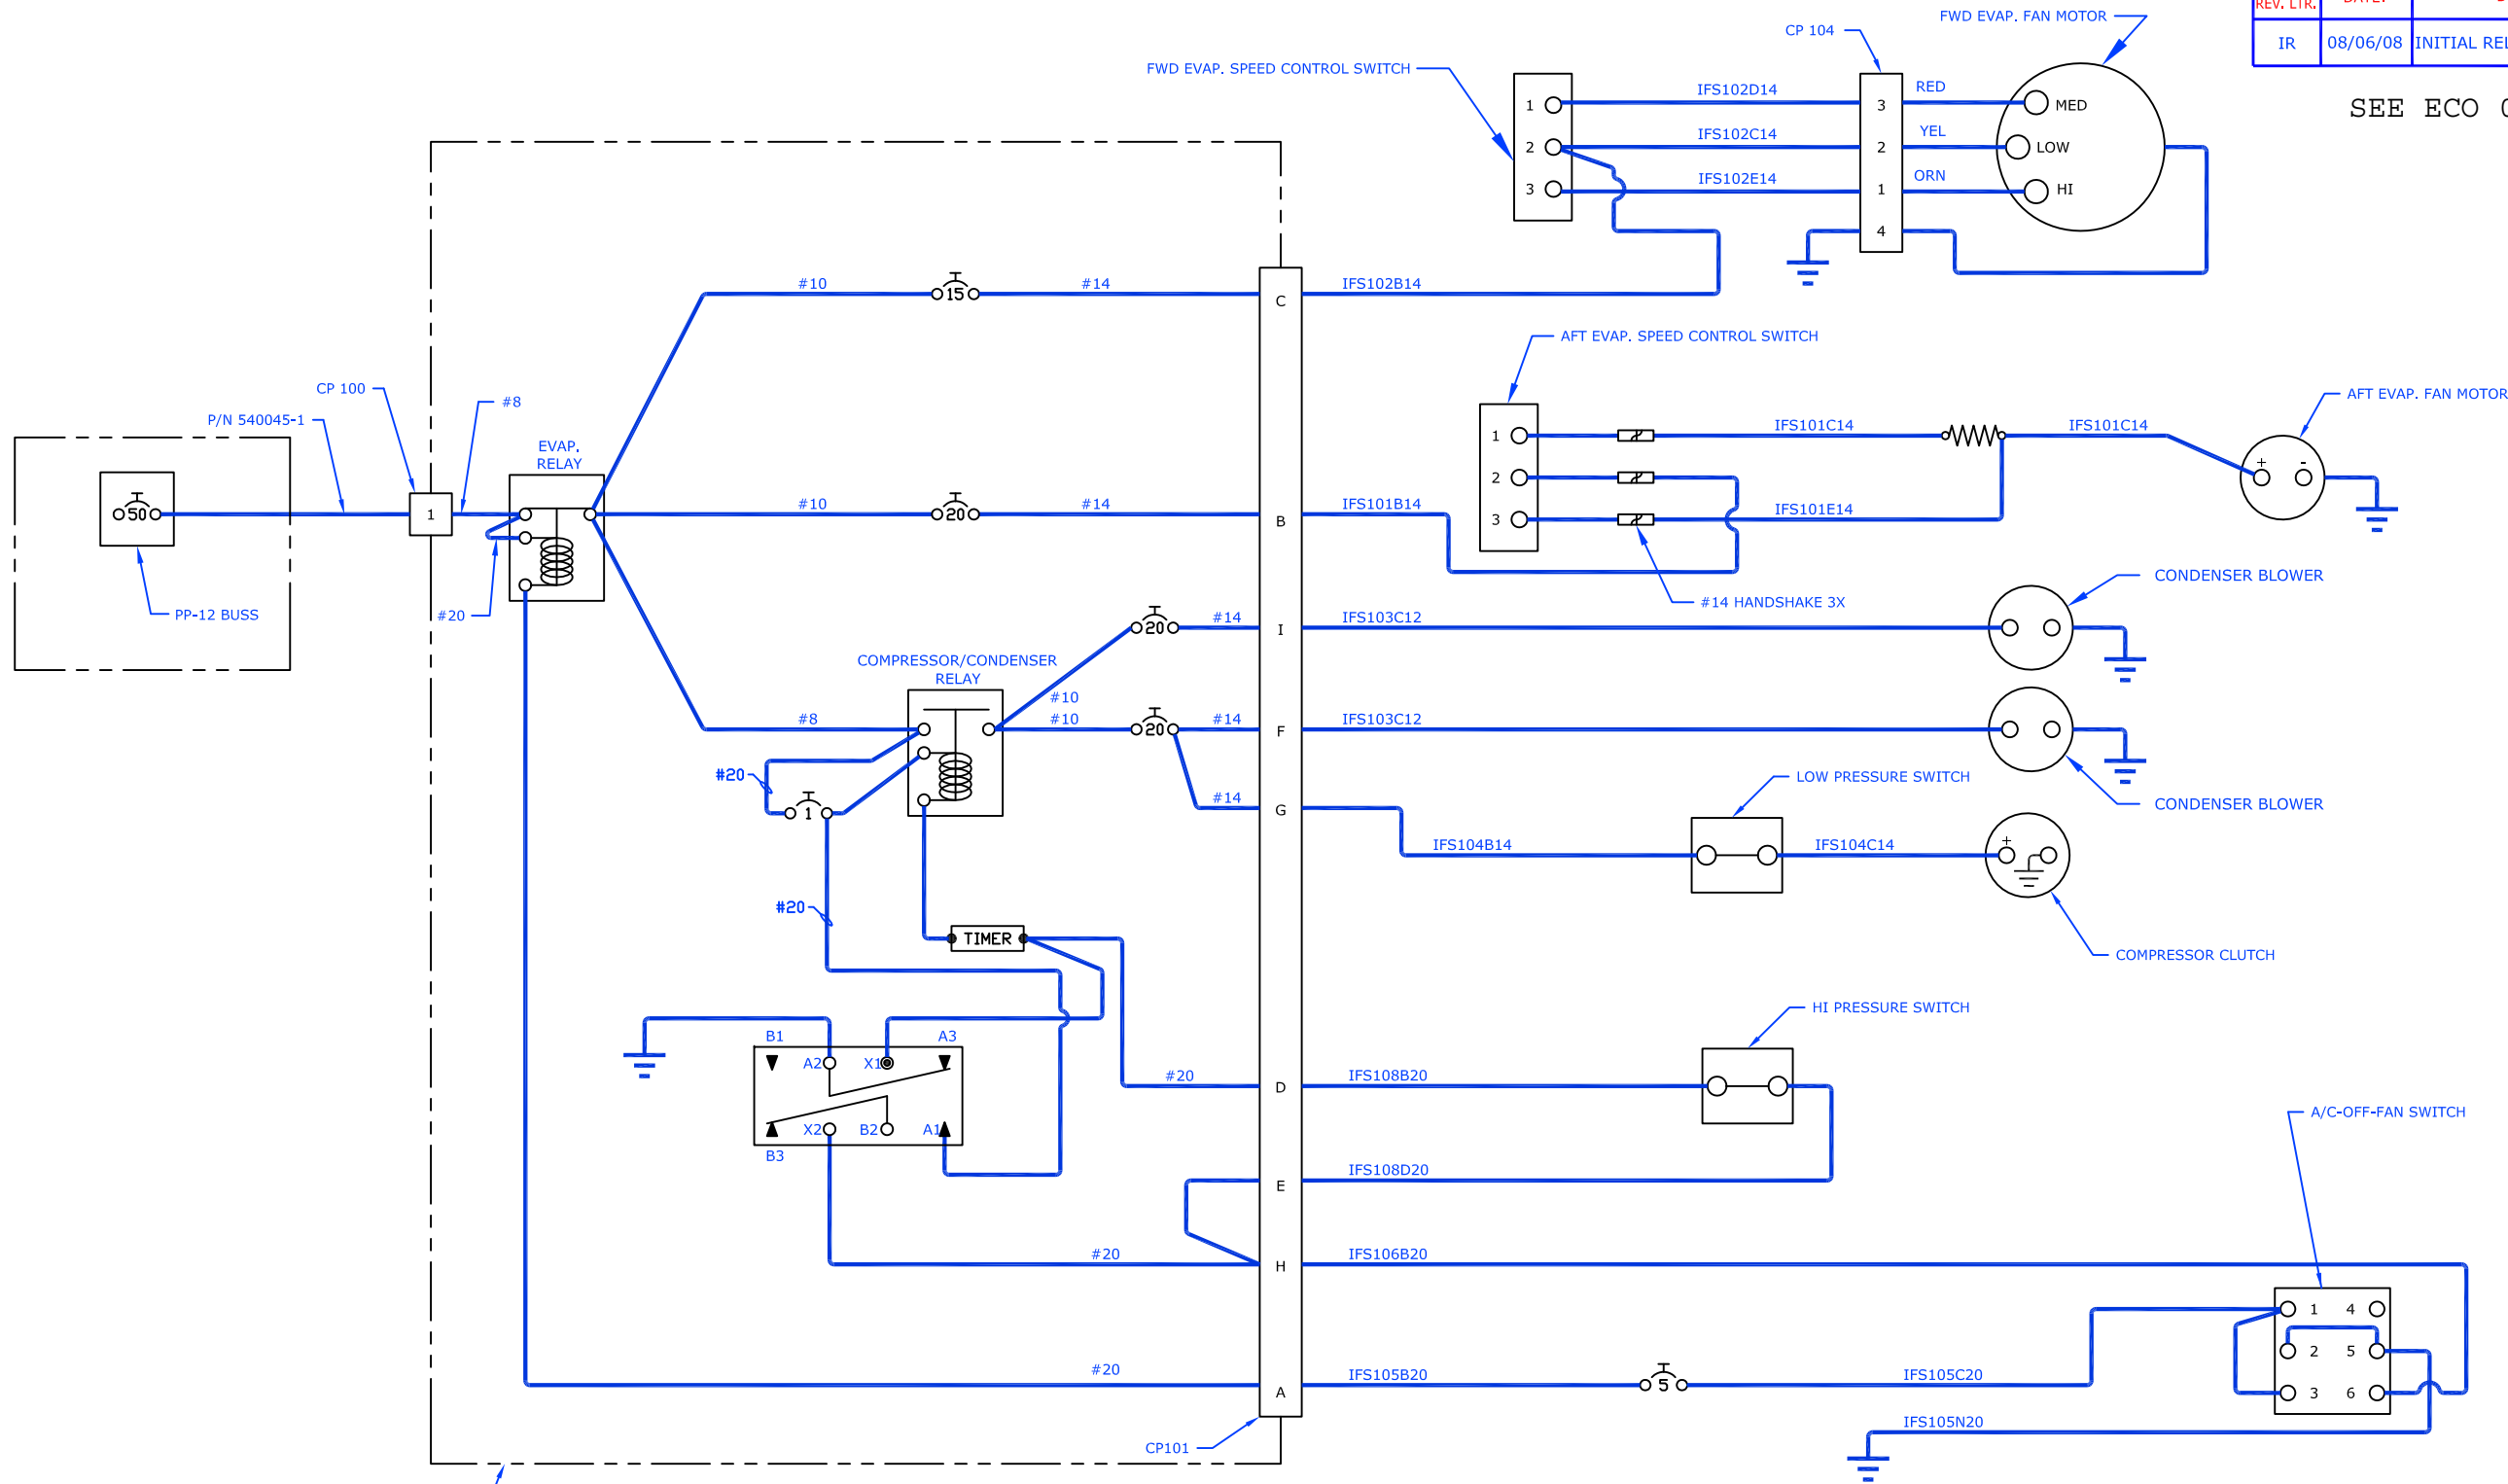 REV. LTR.
IR 08/06/08
FWD EVAP. FAN MOTOR
CP 104
FWD EVAP. SPEED CONTROL SWITCH
SEE ECO
1 IFS102D14 3 RED MED
2 IFS102C14 2 YEL LOW
3 IFS102E14 1 ORN HI
4
#10 15 #14 C IFS102B14
AFT EVAP. SPEED CONTROL SWITCH
AFT EVAP. FAN MOTOR
CP 100
P/N 540045-1
#8
1 IFS101C14 IFS101C14
2
3 IFS101E14
+ -
EVAP.
RELAY
50 1 #10 20 #14 B IFS101B14
#20
PP-12 BUSS
#14 HANDSHAKE 3X
CONDENSER BLOWER
20 #14 I IFS103C12
COMPRESSOR/CONDENSER
RELAY
#10
#8 #10 20 #14 F IFS103C12
#20
1
#14 G
LOW PRESSURE SWITCH
CONDENSER BLOWER
IFS104B14 IFS104C14 +
#20
TIMER
COMPRESSOR CLUTCH
HI PRESSURE SWITCH
B1 A3
A2 X1
#20 D IFS108B20
X2 B2 A1
B3
A/C-OFF-FAN SWITCH
E IFS108D20
#20 H IFS106B20
1 4
2 5
3 6
#20 A IFS105B20 5 IFS105C20
IFS105N20
CP101